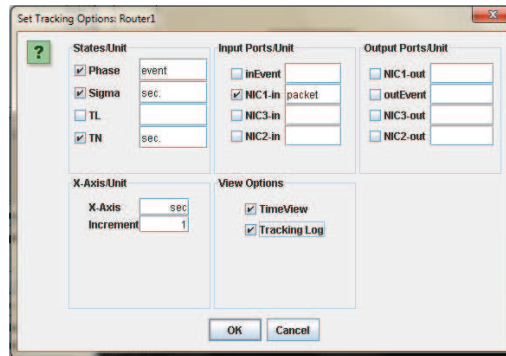 Set Tracking Options: Router1
?
States/Unit
Phase event
Sigma sec.
TL
TN sec.
Input Ports/Unit
inEvent
NIC1-in packet
NIC3-in
NIC2-in
Output Ports/Unit
NIC1-out
outEvent
NIC3-out
NIC2-out
X-Axis/Unit
X-Axis sec
Increment 1
View Options
TimeView
Tracking Log
OK Cancel